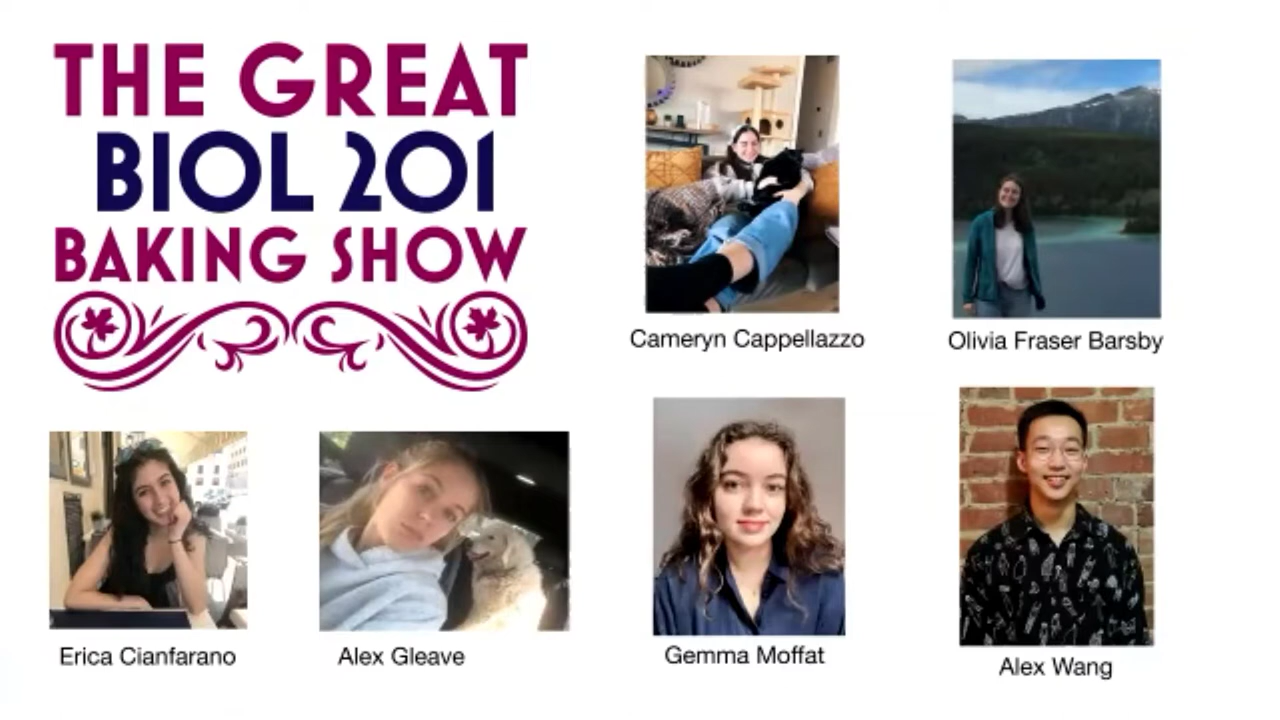 THE GREAT
BIOL 201
BAKING SHOW
Cameryn Cappellazzo
Olivia Fraser Barsby
Erica Cianfarano
Alex Gleave
Gemma Moffat
Alex Wang